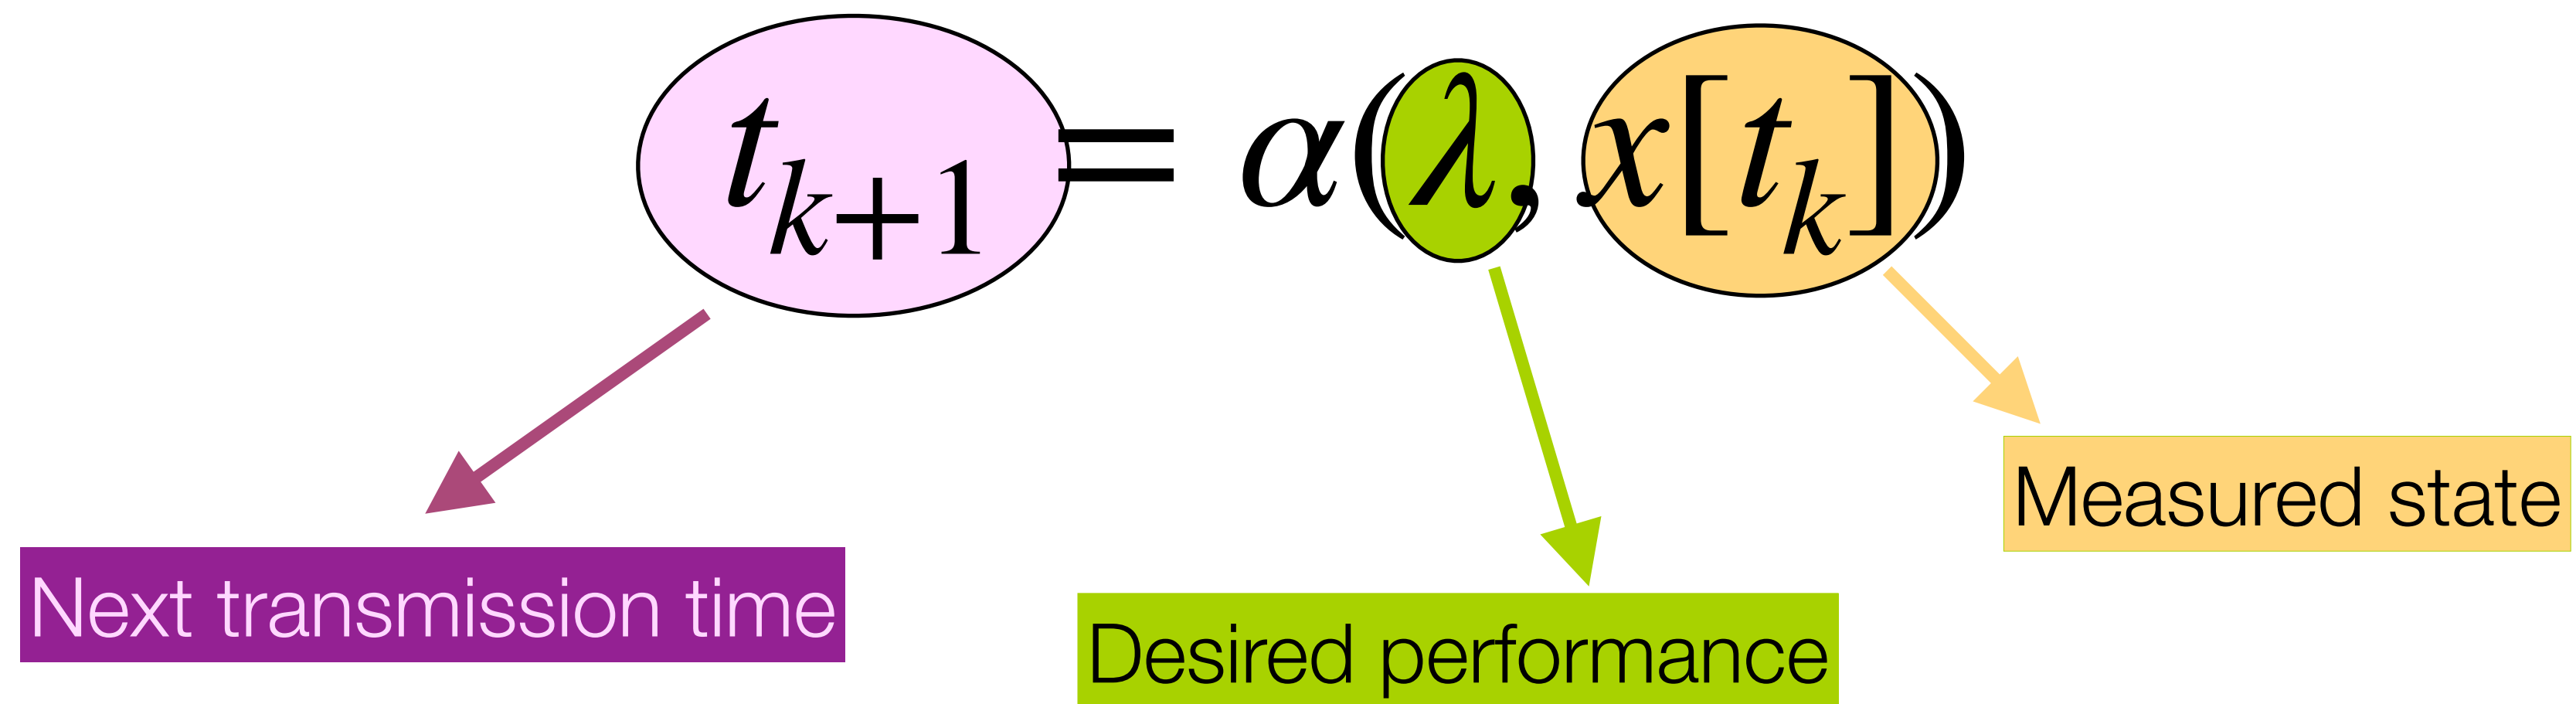 t_{k+1} = α(λ, x[t_k])
Measured state
Next transmission time
Desired performance